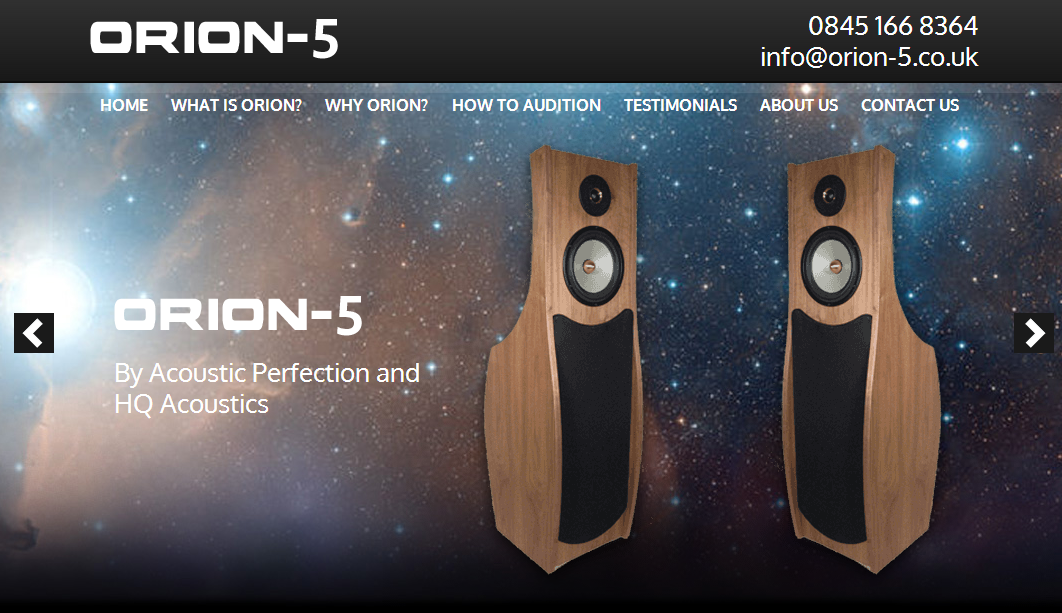 ORION-5
0845 166 8364
info@orion-5.co.uk
HOME WHAT IS ORION? WHY ORION? HOW TO AUDITION TESTIMONIALS ABOUT US CONTACT US
ORION-5
By Acoustic Perfection and
HQ Acoustics